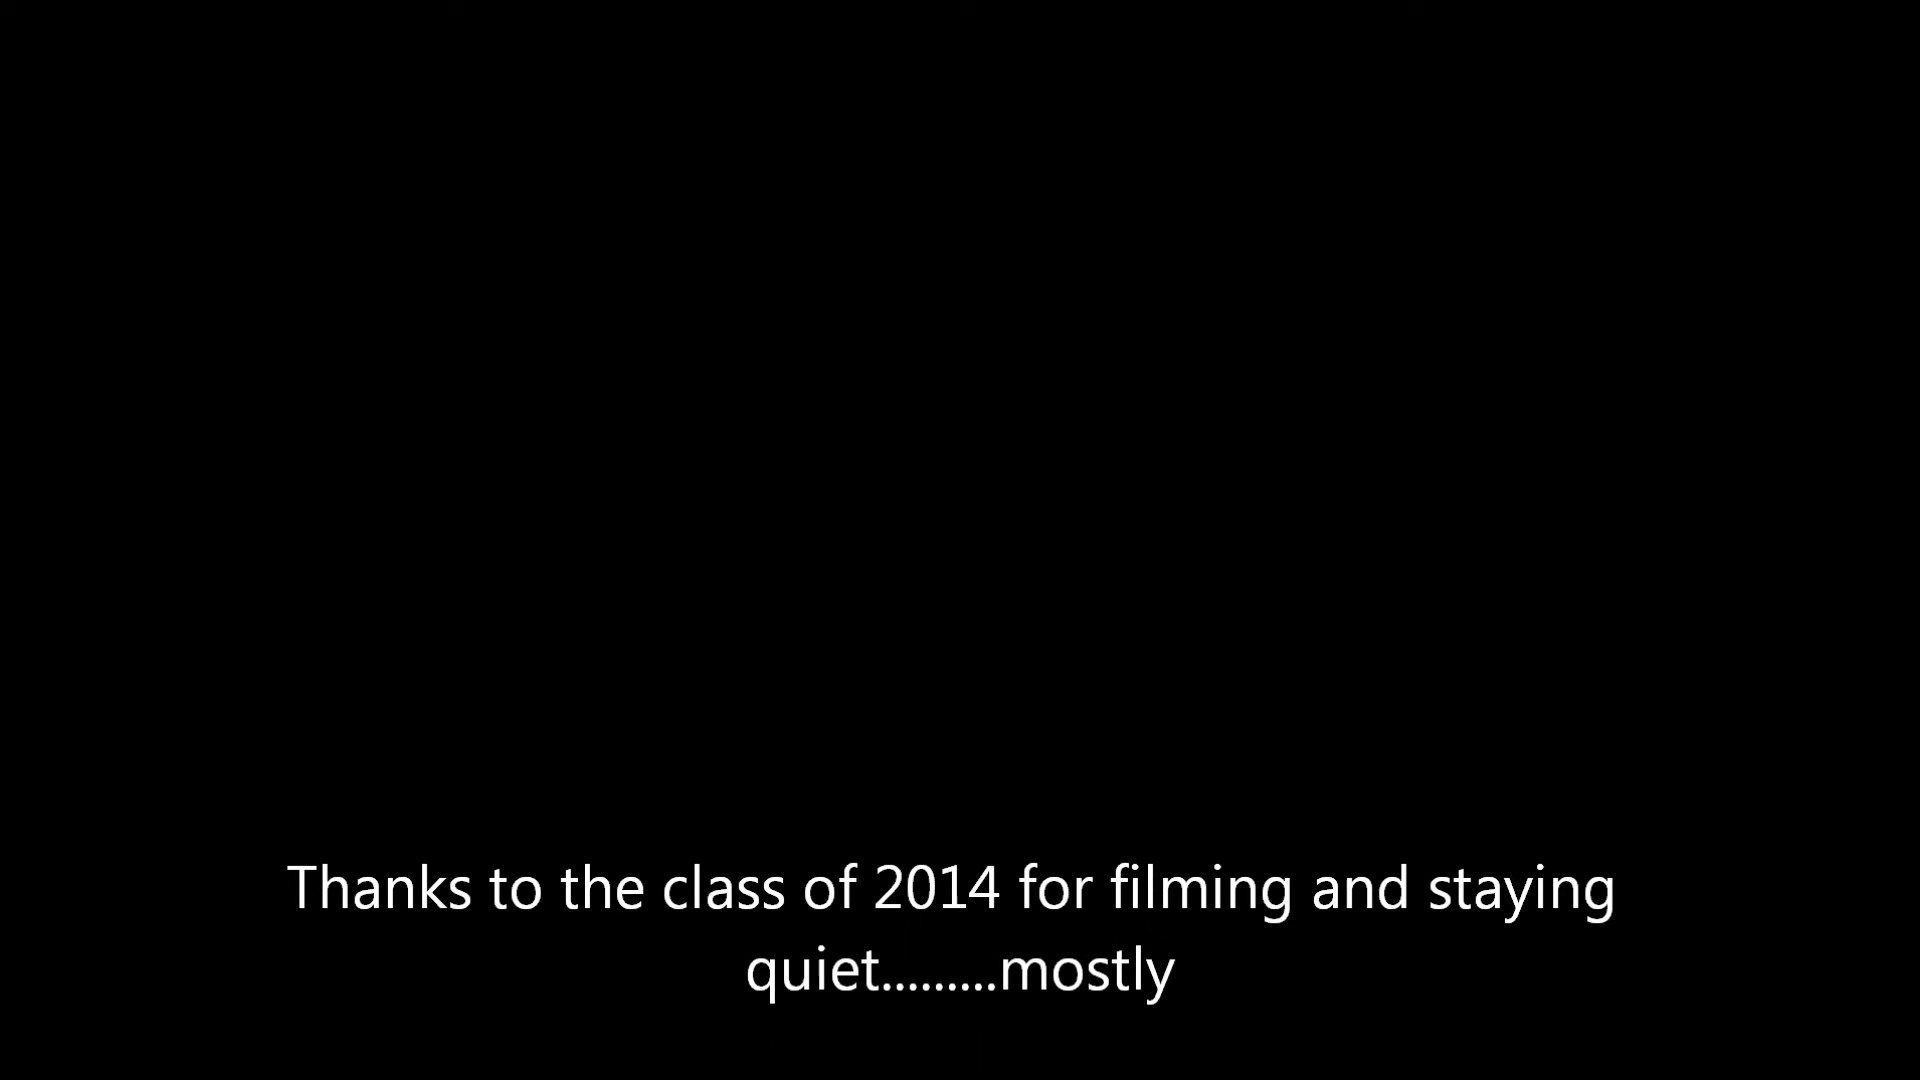 Thanks to the class of 2014 for filming and staying
quiet.........mostly